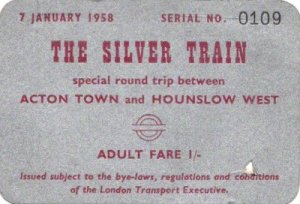 7 JANUARY 1958 SERIAL NO. 0109
THE SILVER TRAIN
special round trip between
ACTON TOWN and HOUNSLOW WEST
ADULT FARE 1/-
Issued subject to the bye-laws, regulations and conditions
of the London Transport Executive.